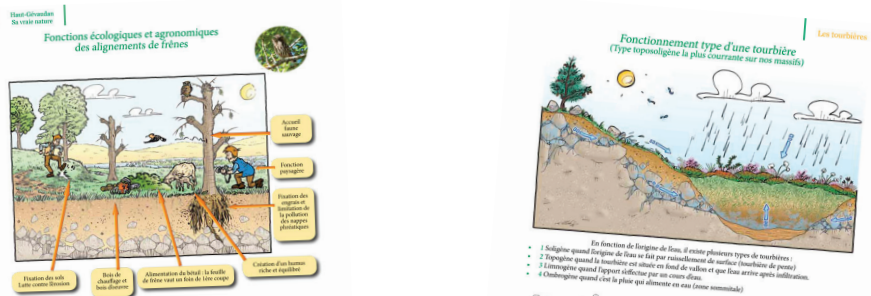 Haut-Gévaudan
Sa vraie nature
Fonctions écologiques et agronomiques
des alignements de frênes
Accueil
faune
sauvage
Fonction
paysagère
Fixation des
engrais et
limitation de
la pollution
des nappes
phréatiques
Fixation des sols
Lutte contre l'érosion
Bois de
chauffage et
bois d'œuvre
Alimentation du bétail : la feuille
de frêne vaut un foin de 1ère coupe
Création d'un humus
riche et équilibré
Les tourbières
Fonctionnement type d'une tourbière
(Type toposoligène la plus courrante sur nos massifs)
En fonction de l'origine de l'eau, il existe plusieurs types de tourbières :
• 1 Soligène quand l'origine de l'eau se fait par ruissellement de surface (tourbière de pente)
• 2 Topogène quand la tourbière est située en fond de vallon et que l'eau arrive après infiltration.
• 3 Limnogène quand l'apport s'effectue par un cours d'eau.
• 4 Ombrogène quand c'est la pluie qui alimente en eau (zone sommitale)